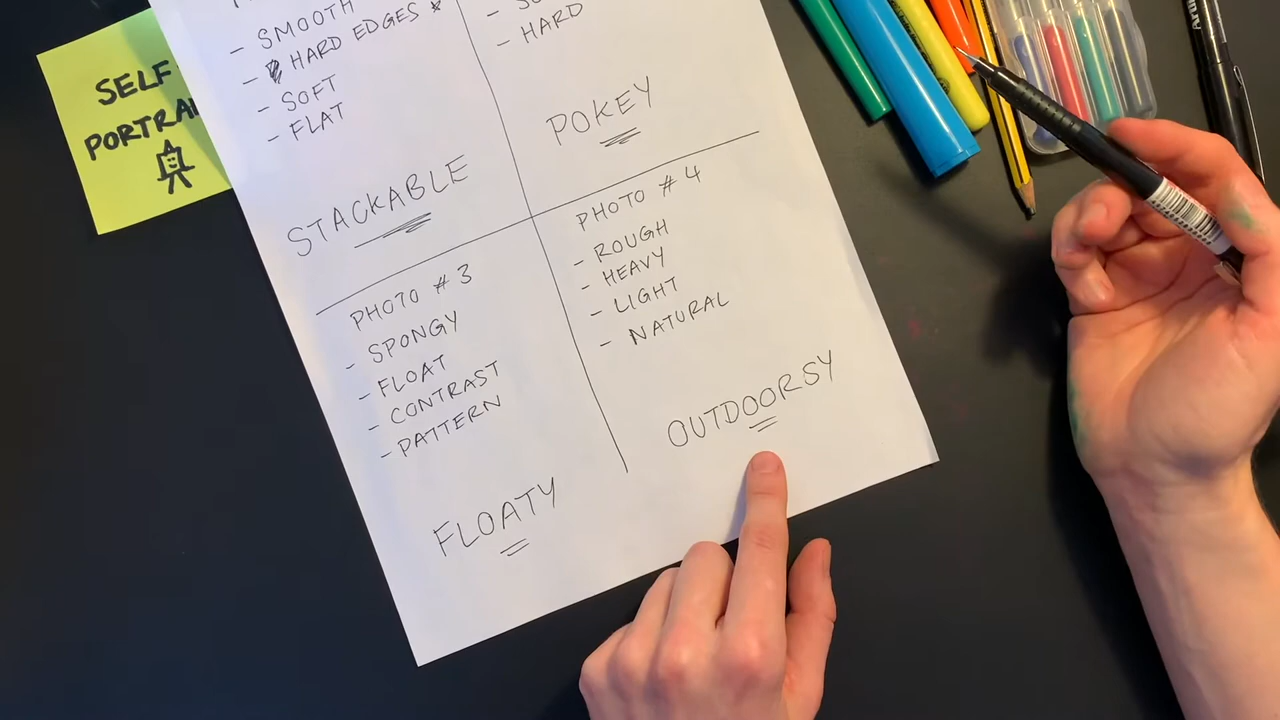 SELF
PORTRA
- SMOOTH
- HARD EDGES *
- SOFT
- FLAT
STACKABLE
- HARD
POKEY
PHOTO # 3
- SPONGY
- FLOAT
- CONTRAST
- PATTERN
FLOATY
PHOTO # 4
- ROUGH
- HEAVY
- LIGHT
- NATURAL
OUTDOORSY